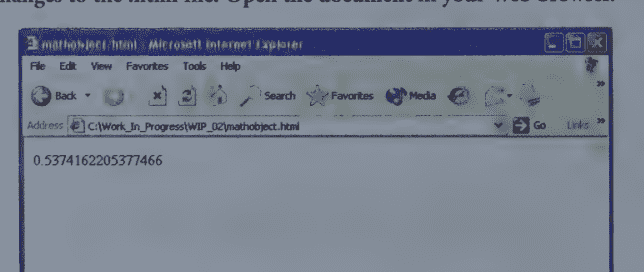 anges to the html file. Open the document in your web browser.
mathobject.html - Microsoft Internet Explorer
File Edit View Favorites Tools Help
Back Search Favorites Media
Address C:\Work_In_Progress\WIP_02\mathobject.html Go Links
0.5374162205377466